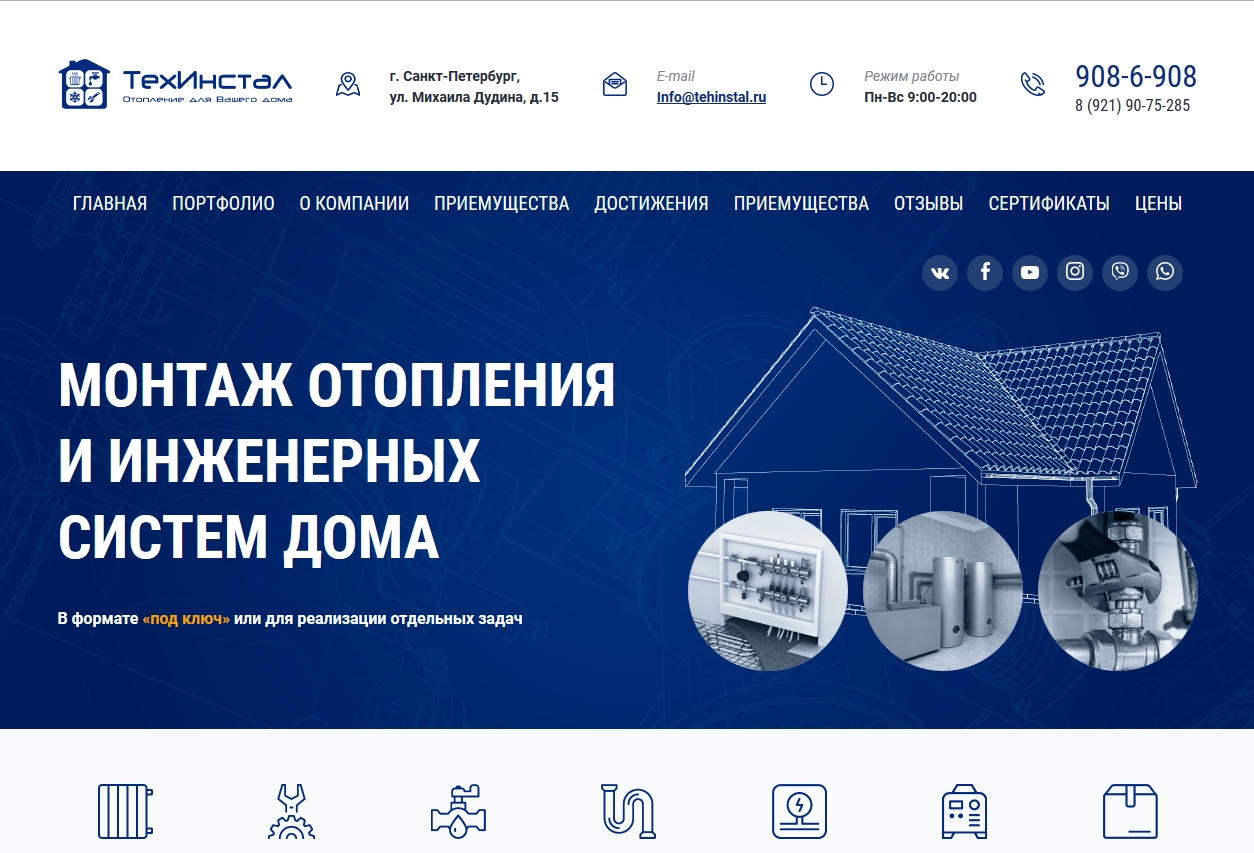 ТехИнстал
Отопление для Вашего дома
г. Санкт-Петербург,
ул. Михаила Дудина, д.15
E-mail
Info@tehinstal.ru
Режим работы
Пн-Вс 9:00-20:00
908-6-908
8 (921) 90-75-285
ГЛАВНАЯ ПОРТФОЛИО О КОМПАНИИ ПРИЕМУЩЕСТВА ДОСТИЖЕНИЯ ПРИЕМУЩЕСТВА ОТЗЫВЫ СЕРТИФИКАТЫ ЦЕНЫ
МОНТАЖ ОТОПЛЕНИЯ
И ИНЖЕНЕРНЫХ
СИСТЕМ ДОМА
В формате «под ключ» или для реализации отдельных задач